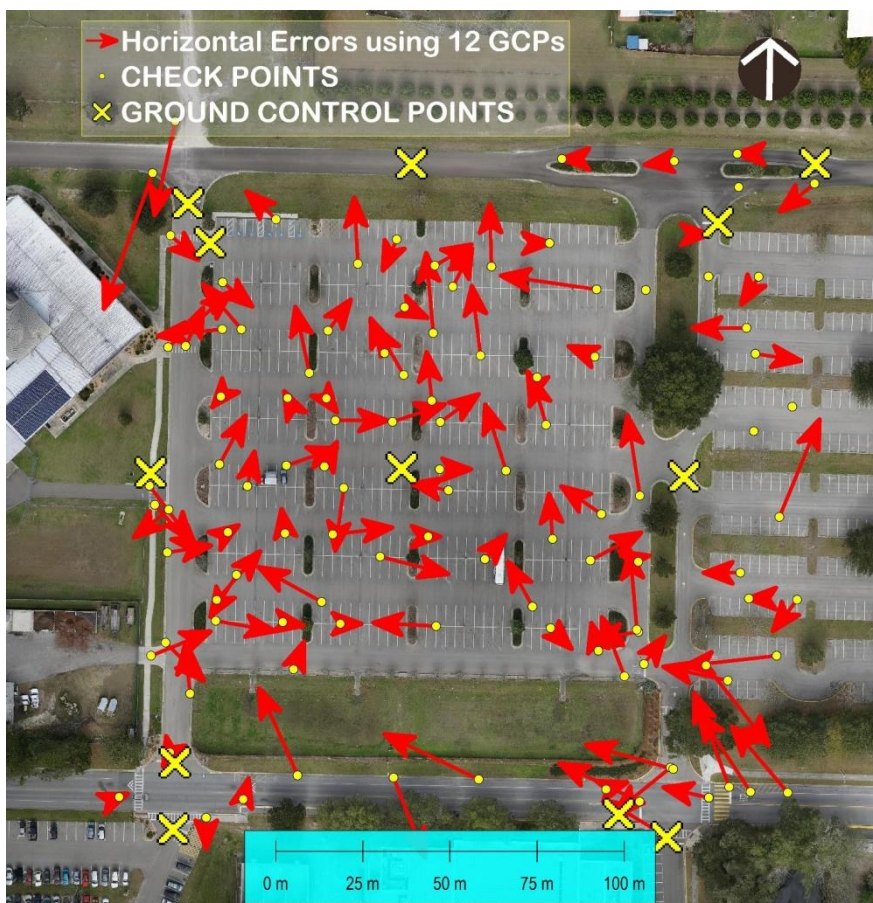 Horizontal Errors using 12 GCPs
CHECK POINTS
GROUND CONTROL POINTS
0 m 25 m 50 m 75 m 100 m